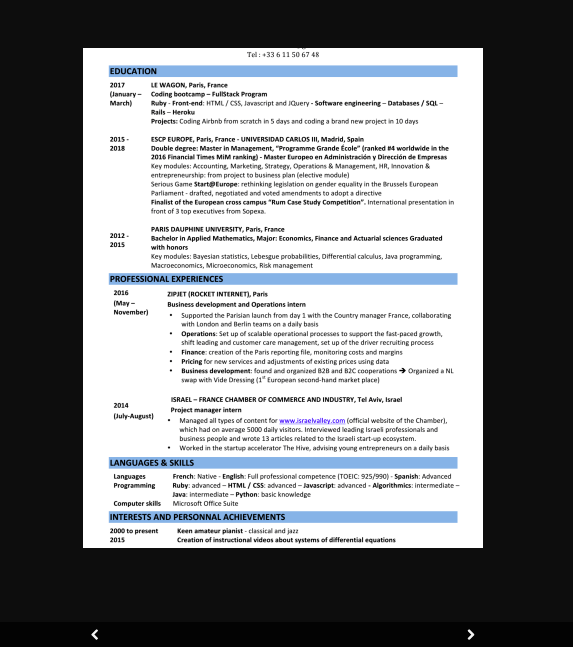 Tel : +33 6 11 50 67 48
EDUCATION
2017 LE WAGON, Paris, France
(January – Coding bootcamp – FullStack Program
March) Ruby - Front-end: HTML / CSS, Javascript and JQuery - Software engineering – Databases / SQL –
Rails – Heroku
Projects: Coding Airbnb from scratch in 5 days and coding a brand new project in 10 days
2015 - ESCP EUROPE, Paris, France - UNIVERSIDAD CARLOS III, Madrid, Spain
2018 Double degree: Master in Management, “Programme Grande École” (ranked #4 worldwide in the
2016 Financial Times MiM ranking) - Master Europeo en Administración y Dirección de Empresas
Key modules: Accounting, Marketing, Strategy, Operations & Management, HR, Innovation &
entrepreneurship: from project to business plan (elective module)
Serious Game Start@Europe: rethinking legislation on gender equality in the Brussels European
Parliament - drafted, negotiated and voted amendments to adopt a directive
Finalist of the European cross campus “Rum Case Study Competition”. International presentation in
front of 3 top executives from Sopexa.
PARIS DAUPHINE UNIVERSITY, Paris, France
2012 - Bachelor in Applied Mathematics, Major: Economics, Finance and Actuarial sciences Graduated
2015 with honors
Key modules: Bayesian statistics, Lebesgue probabilities, Differential calculus, Java programming,
Macroeconomics, Microeconomics, Risk management
PROFESSIONAL EXPERIENCES
2016 ZIPJET (ROCKET INTERNET), Paris
(May – Business development and Operations intern
November)
• Supported the Parisian launch from day 1 with the Country manager France, collaborating
with London and Berlin teams on a daily basis
• Operations: Set up of scalable operational processes to support the fast-paced growth,
shift leading and customer care management, set up of the driver recruiting process
• Finance: creation of the Paris reporting file, monitoring costs and margins
• Pricing for new services and adjustments of existing prices using data
• Business development: found and organized B2B and B2C cooperations ➔ Organized a NL
swap with Vide Dressing (1st European second-hand market place)
ISRAEL – FRANCE CHAMBER OF COMMERCE AND INDUSTRY, Tel Aviv, Israel
2014 Project manager intern
(July-August)
• Managed all types of content for www.israelvalley.com (official website of the Chamber),
which had on average 5000 daily visitors. Interviewed leading Israeli professionals and
business people and wrote 13 articles related to the Israeli start-up ecosystem.
• Worked in the startup accelerator The Hive, advising young entrepreneurs on a daily basis
LANGUAGES & SKILLS
Languages French: Native - English: Full professional competence (TOEIC: 925/990) - Spanish: Advanced
Programming Ruby: advanced – HTML / CSS: advanced – Javascript: advanced - Algorithmics: intermediate –
Java: intermediate – Python: basic knowledge
Computer skills Microsoft Office Suite
INTERESTS AND PERSONNAL ACHIEVEMENTS
2000 to present Keen amateur pianist - classical and jazz
2015 Creation of instructional videos about systems of differential equations